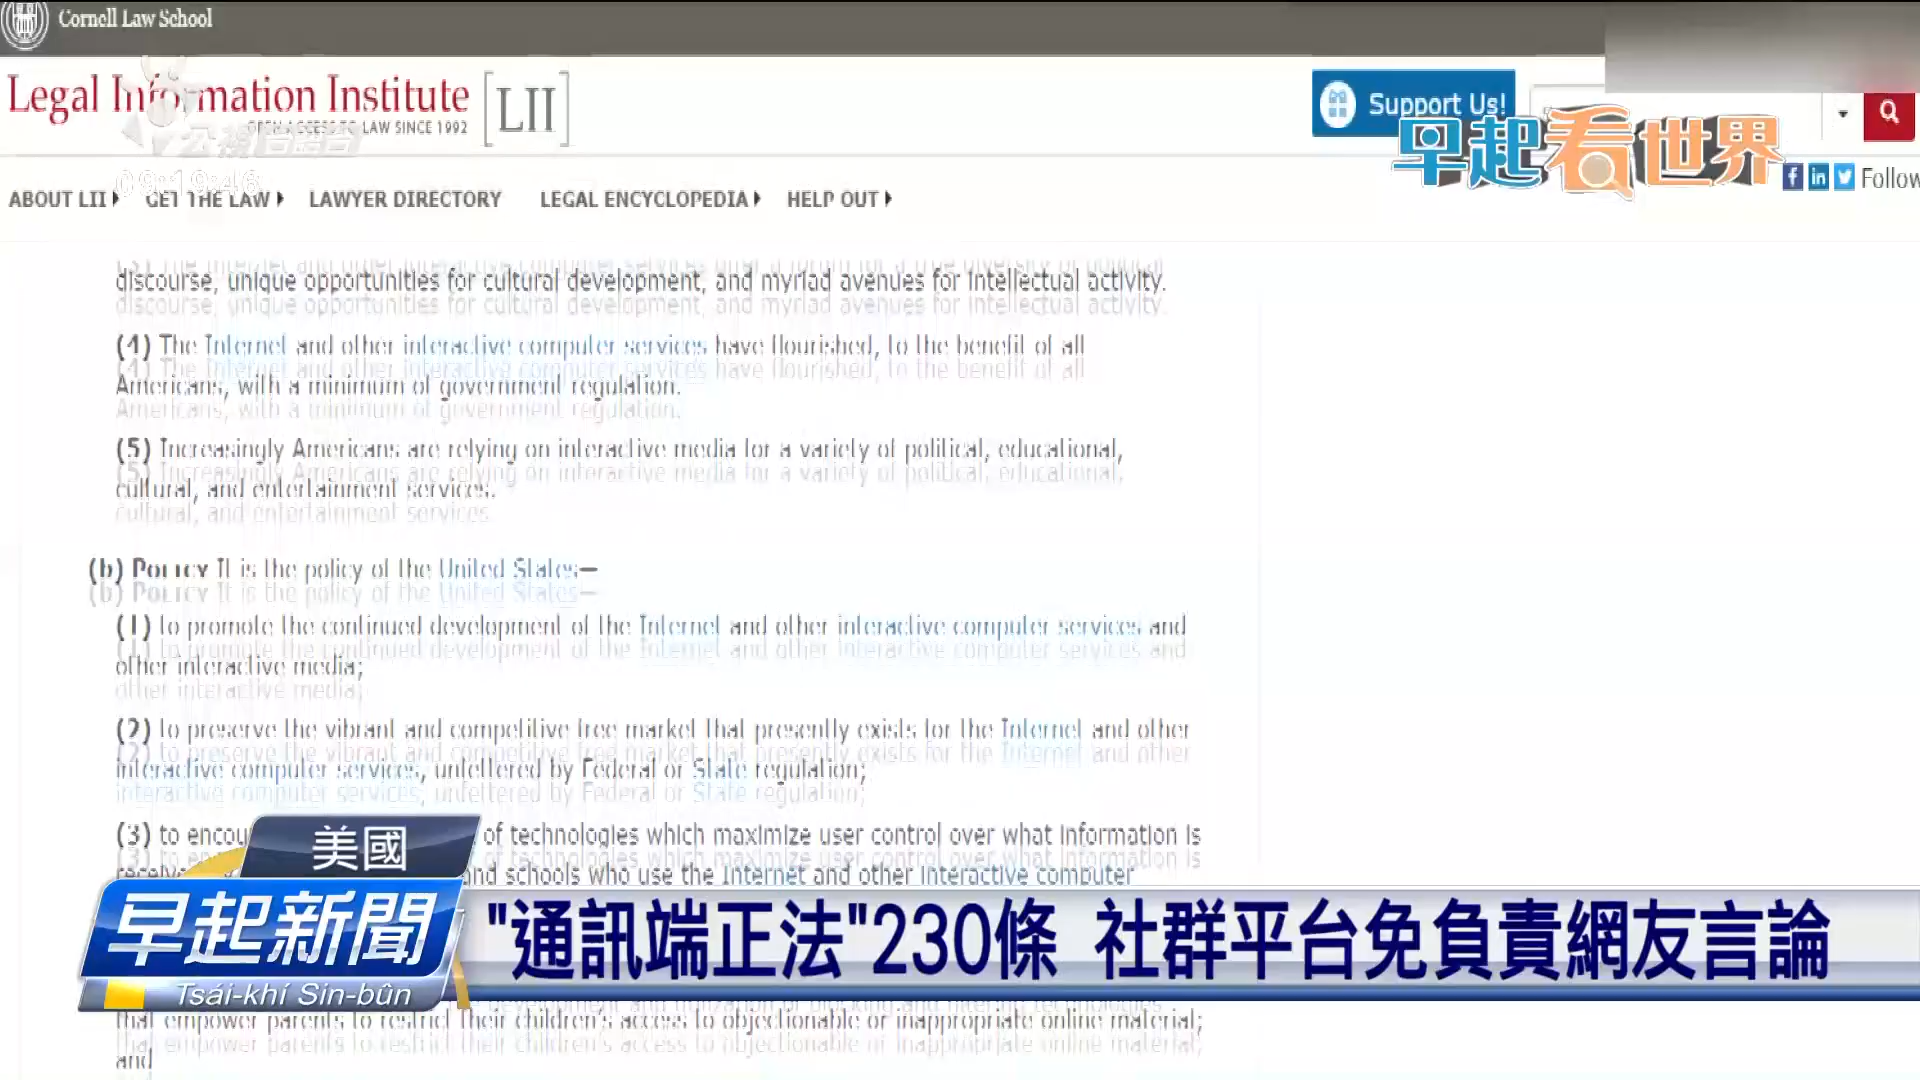 Cornell Law School
Legal Information Institute [LII]
OPEN ACCESS TO LAW SINCE 1992
Support Us!
早起看世界
公視台語台
09:19:46
Follow
ABOUT LII GET THE LAW LAWYER DIRECTORY LEGAL ENCYCLOPEDIA HELP OUT
discourse, unique opportunities for cultural development, and myriad avenues for intellectual activity.
(4) The Internet and other interactive computer services have flourished, to the benefit of all
Americans, with a minimum of government regulation.
(5) Increasingly Americans are relying on interactive media for a variety of political, educational,
cultural, and entertainment services.
(b) Policy It is the policy of the United States—
(1) to promote the continued development of the Internet and other interactive computer services and
other interactive media;
(2) to preserve the vibrant and competitive free market that presently exists for the Internet and other
interactive computer services, unfettered by Federal or State regulation;
(3) to encou of technologies which maximize user control over what information is
and schools who use the Internet and other interactive computer
美國
早起新聞
Tsái-khí Sin-bûn
"通訊端正法"230條 社群平台免負責網友言論
that empower parents to restrict their children's access to objectionable or inappropriate online material;
and